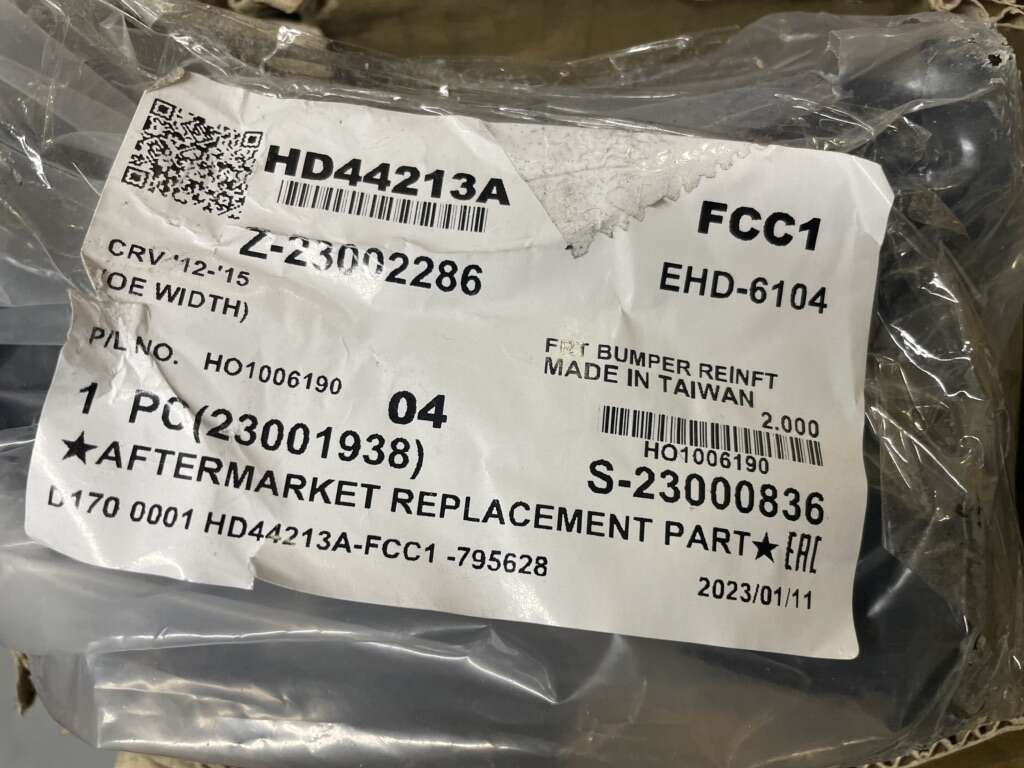 HD44213A
FCC1
Z-23002286
EHD-6104
CRV '12-'15
(OE WIDTH)
P/L NO. HO1006190
FRT BUMPER REINFT
MADE IN TAIWAN
2.000
HO1006190
1 PC(23001938) 04
S-23000836
★AFTERMARKET REPLACEMENT PART★ EAC
D170 0001 HD44213A-FCC1 -795628
2023/01/11